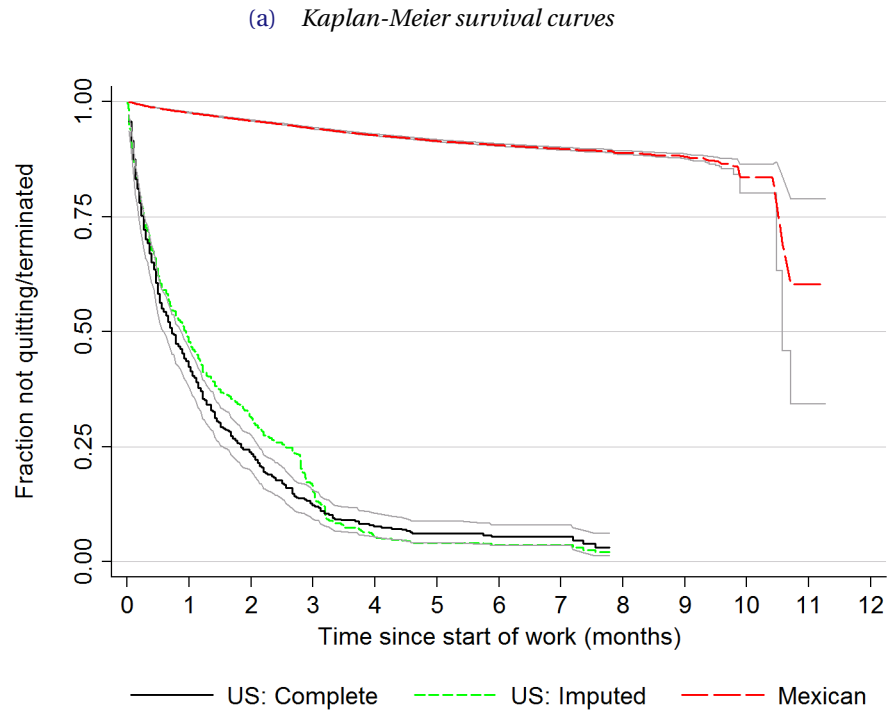 (a) Kaplan-Meier survival curves
Fraction not quitting/terminated
1.00
0.75
0.50
0.25
0.00
0 1 2 3 4 5 6 7 8 9 10 11 12
Time since start of work (months)
US: Complete US: Imputed Mexican